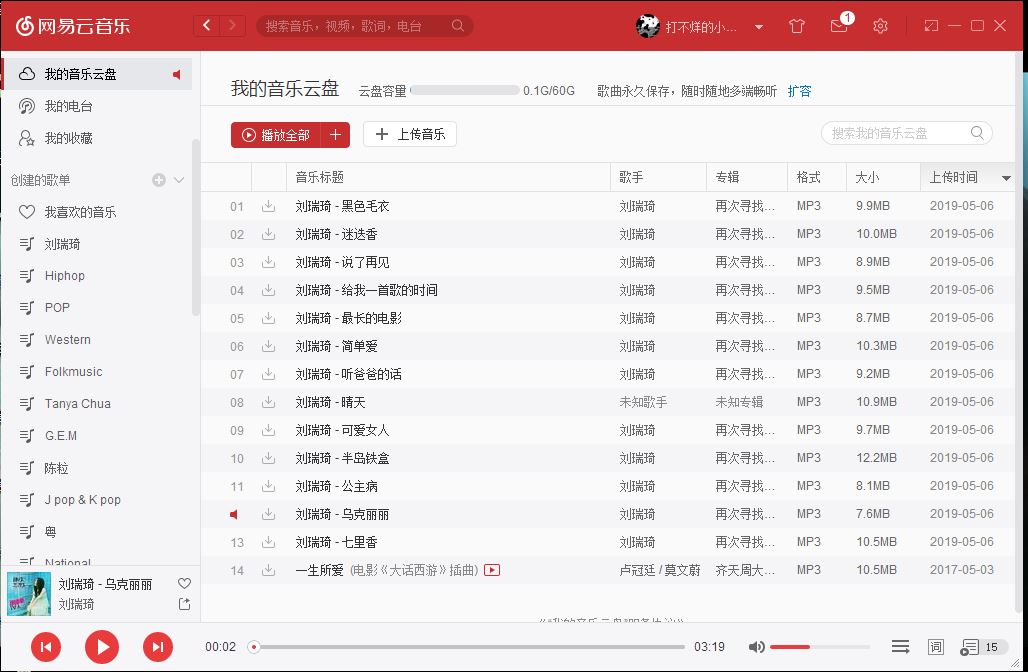 网易云音乐
搜索音乐，视频，歌词，电台
打不烊的小...
1
我的音乐云盘
我的电台
我的收藏
创建的歌单
我喜欢的音乐
刘瑞琦
Hiphop
POP
Western
Folkmusic
Tanya Chua
G.E.M
陈粒
J pop & K pop
粤
National
我的音乐云盘 云盘容量 0.1G/60G 歌曲永久保存，随时随地多端畅听 扩容
播放全部 + + 上传音乐 搜索我的音乐云盘
音乐标题 歌手 专辑 格式 大小 上传时间
01 刘瑞琦 - 黑色毛衣 刘瑞琦 再次寻找... MP3 9.9MB 2019-05-06
02 刘瑞琦 - 迷迭香 刘瑞琦 再次寻找... MP3 10.0MB 2019-05-06
03 刘瑞琦 - 说了再见 刘瑞琦 再次寻找... MP3 8.9MB 2019-05-06
04 刘瑞琦 - 给我一首歌的时间 刘瑞琦 再次寻找... MP3 9.5MB 2019-05-06
05 刘瑞琦 - 最长的电影 刘瑞琦 再次寻找... MP3 8.7MB 2019-05-06
06 刘瑞琦 - 简单爱 刘瑞琦 再次寻找... MP3 10.3MB 2019-05-06
07 刘瑞琦 - 听爸爸的话 刘瑞琦 再次寻找... MP3 9.2MB 2019-05-06
08 刘瑞琦 - 晴天 未知歌手 未知专辑 MP3 10.9MB 2019-05-06
09 刘瑞琦 - 可爱女人 刘瑞琦 再次寻找... MP3 9.7MB 2019-05-06
10 刘瑞琦 - 半岛铁盒 刘瑞琦 再次寻找... MP3 12.2MB 2019-05-06
11 刘瑞琦 - 公主病 刘瑞琦 再次寻找... MP3 8.1MB 2019-05-06
刘瑞琦 - 乌克丽丽 刘瑞琦 再次寻找... MP3 7.6MB 2019-05-06
13 刘瑞琦 - 七里香 刘瑞琦 再次寻找... MP3 10.5MB 2019-05-06
14 一生所爱 (电影《大话西游》插曲) 卢冠廷 / 莫文蔚 齐天周大... MP3 10.5MB 2017-05-03
刘瑞琦 - 乌克丽丽
刘瑞琦
00:02 03:19 词 15